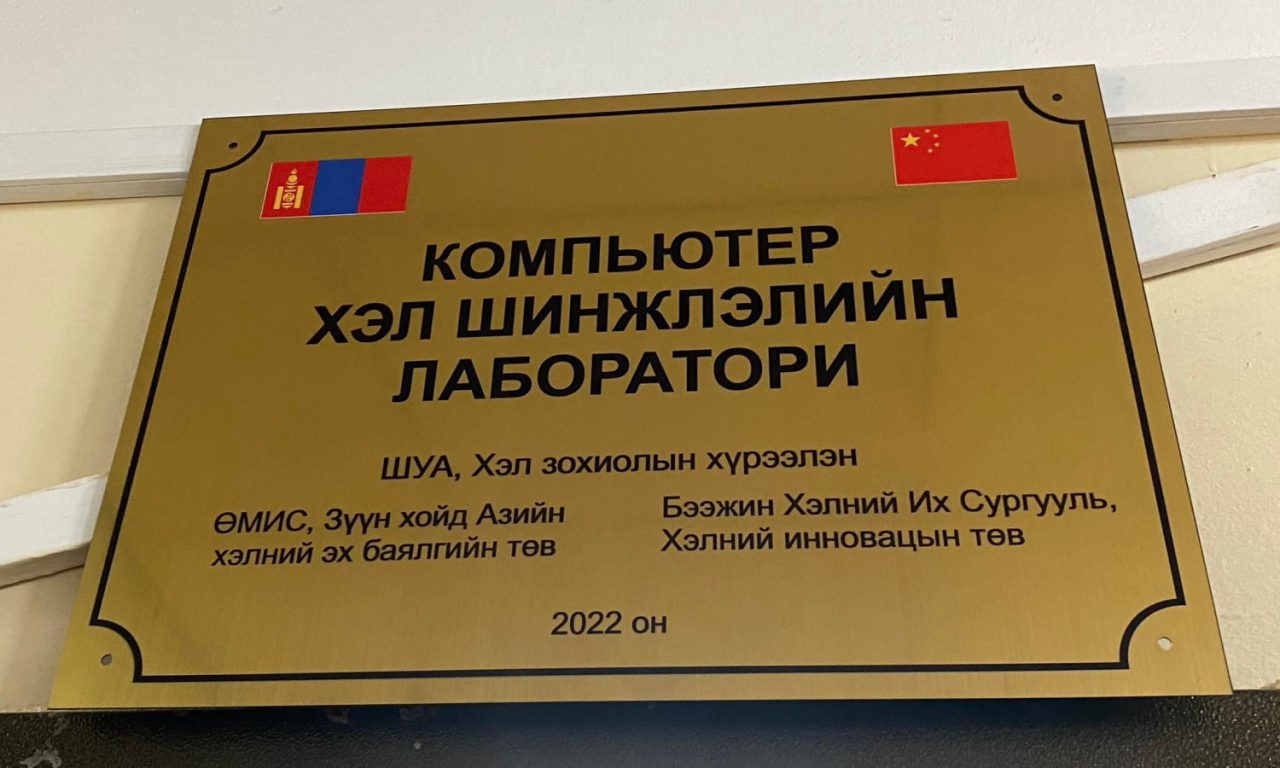 КОМПЬЮТЕР
ХЭЛ ШИНЖЛЭЛИЙН
ЛАБОРАТОРИ
ШУА, Хэл зохиолын хүрээлэн
ӨМИС, Зүүн хойд Азийн
хэлний эх баялгийн төв
Бээжин Хэлний Их Сургууль,
Хэлний инновацын төв
2022 он